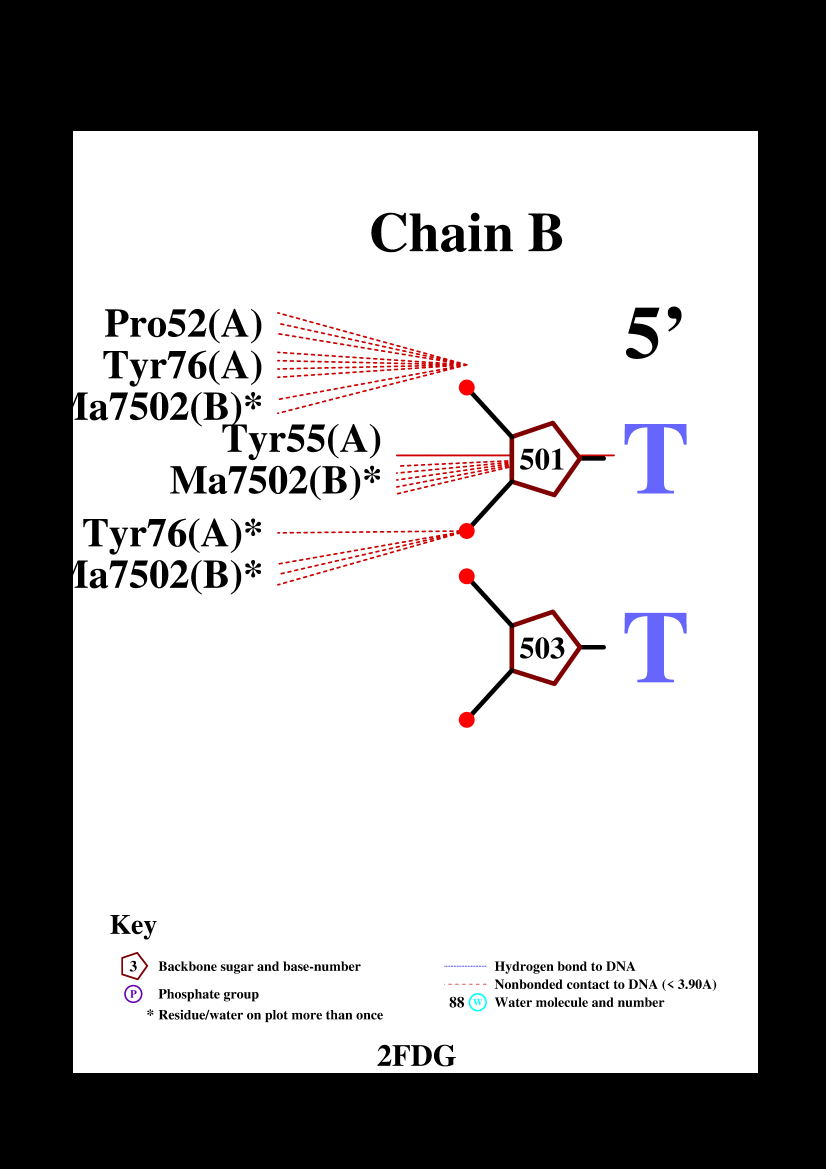 Chain B
5’
Pro52(A)
Tyr76(A)
Ma7502(B)*
Tyr55(A)
Ma7502(B)*
501
T
Tyr76(A)*
Ma7502(B)*
503
T
Key
3 Backbone sugar and base-number
P Phosphate group
* Residue/water on plot more than once
Hydrogen bond to DNA
Nonbonded contact to DNA (< 3.90A)
88 W Water molecule and number
2FDG